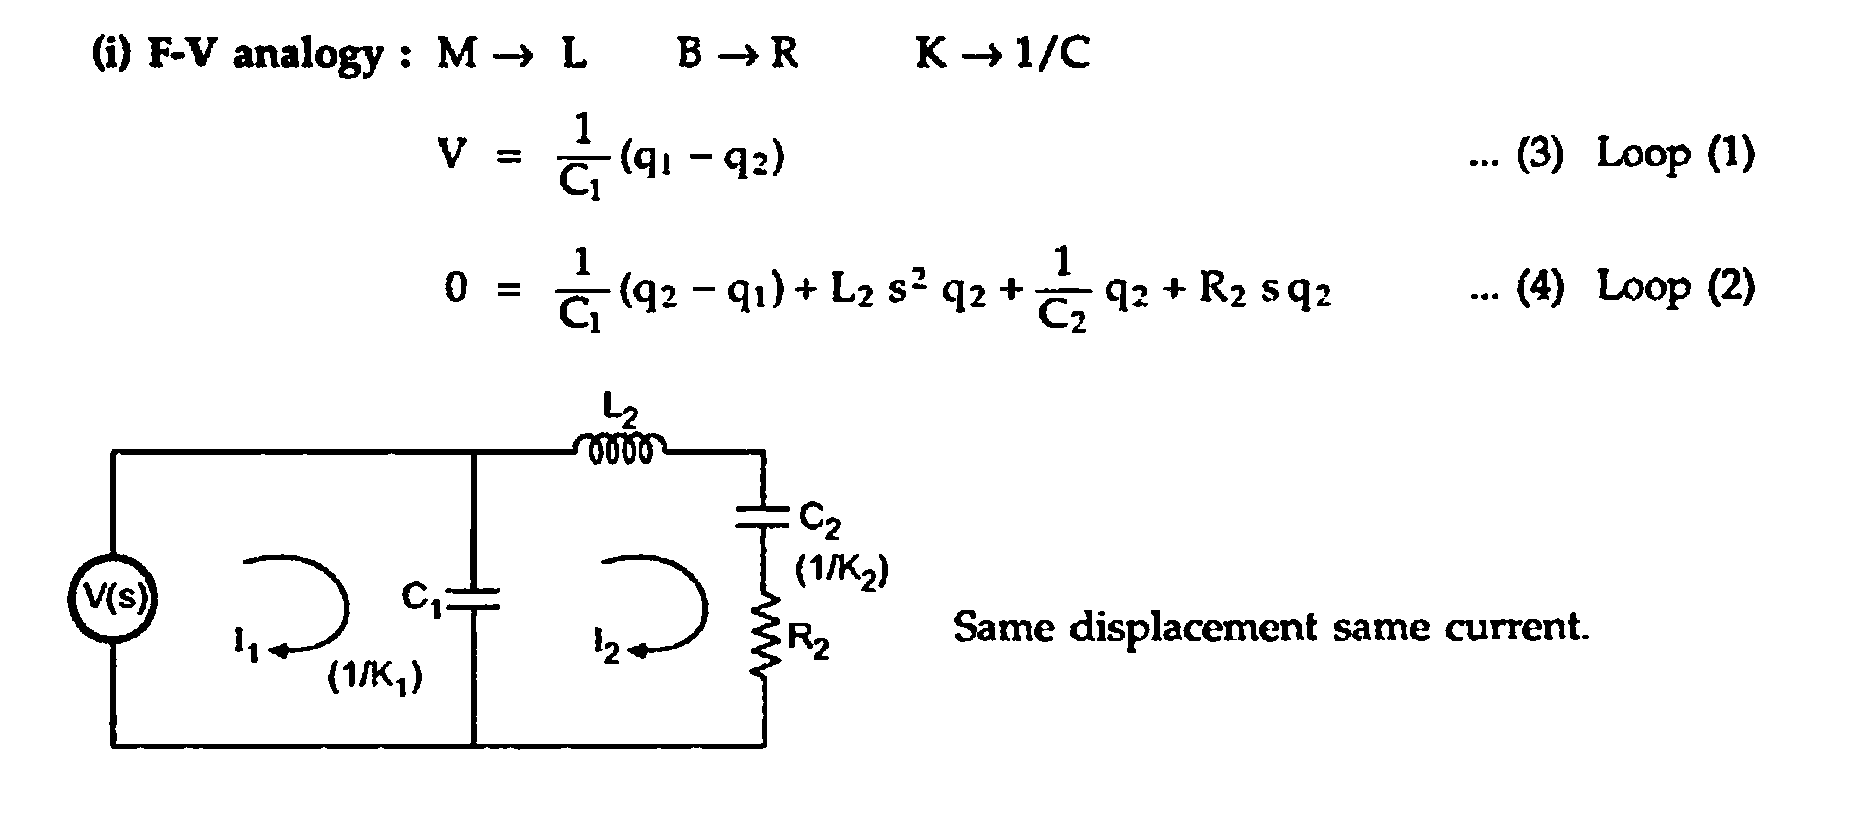 (i) F-V analogy : M → L B → R K → 1/C
V = 1/C₁ (q₁ − q₂) ... (3) Loop (1)
0 = 1/C₁ (q₂ − q₁) + L₂ s² q₂ + 1/C₂ q₂ + R₂ s q₂ ... (4) Loop (2)
L₂
C₂
(1/K₂)
V(s)
C₁
I₁
(1/K₁)
I₂
R₂
Same displacement same current.